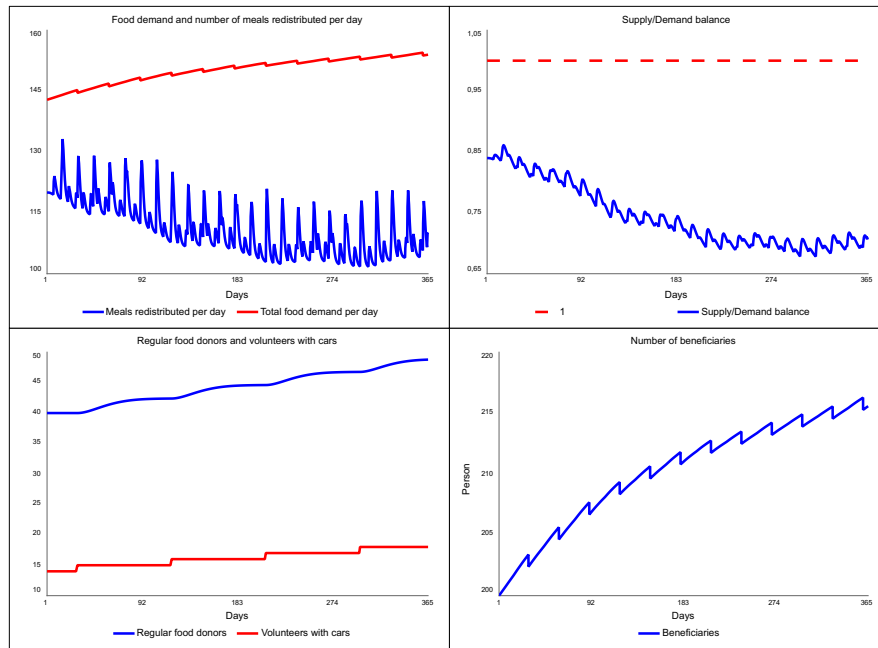 Food demand and number of meals redistributed per day
160
145
130
115
100
1 92 183 274 365
Days
Meals redistributed per day Total food demand per day
Supply/Demand balance
1,05
0,95
0,85
0,75
0,65
1 92 183 274 365
Days
1 Supply/Demand balance
Regular food donors and volunteers with cars
50
45
40
35
30
25
20
15
10
1 92 183 274 365
Days
Regular food donors Volunteers with cars
Number of beneficiaries
220
215
210
205
200
Person
1 92 183 274 365
Days
Beneficiaries